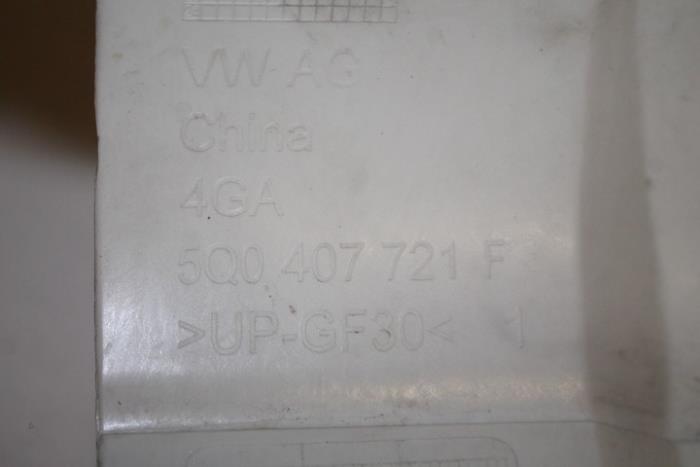 VW AG
China
4GA
5Q0 407 721 F
>UP-GF30< 1